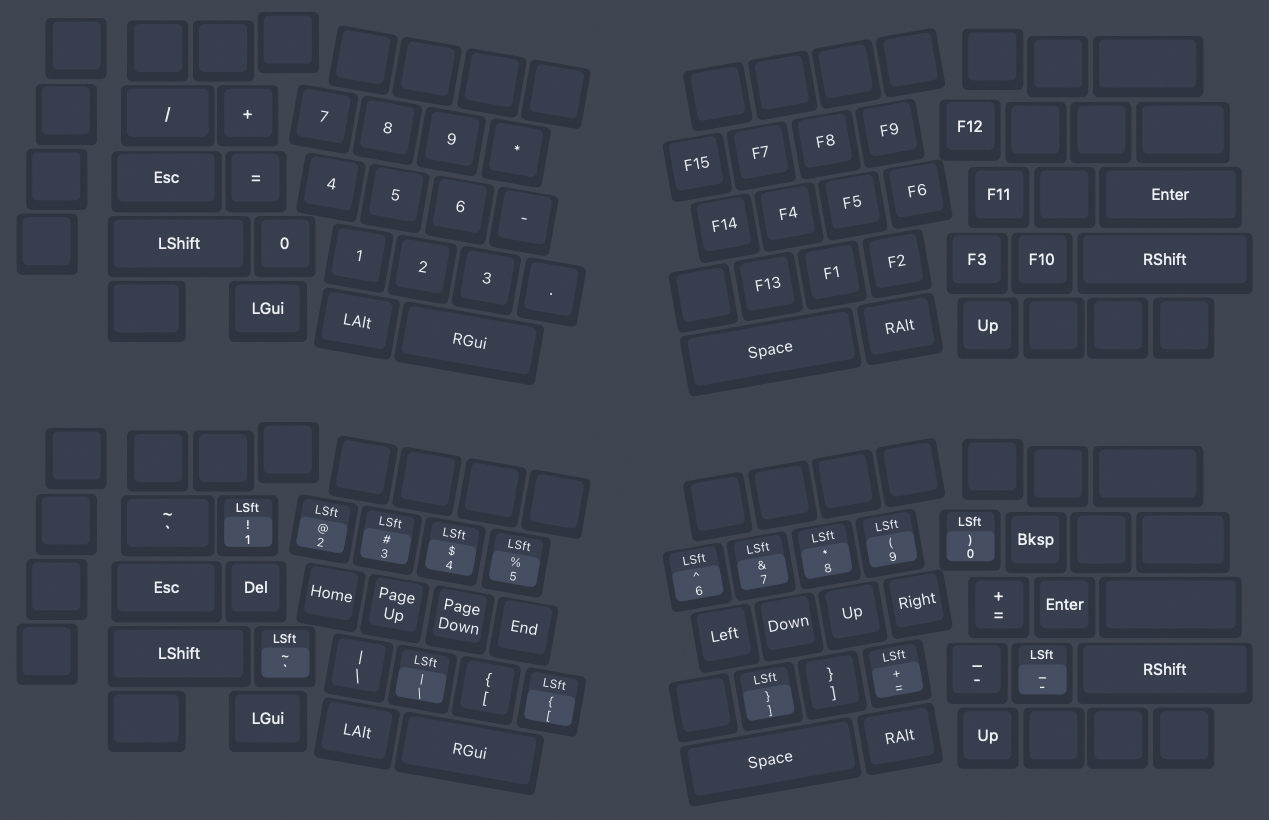 / + 7 8 9 * F15 F7 F8 F9 F12
Esc = 4 5 6 - F14 F4 F5 F6 F11 Enter
LShift 0 1 2 3 . F13 F1 F2 F3 F10 RShift
LGui LAlt RGui Space RAlt Up
LSft LSft LSft LSft LSft LSft LSft LSft LSft LSft
~ ! @ # $ % ^ & * ( ) Bksp
` 1 2 3 4 5 6 7 8 9 0
Esc Del Home Page Page End Left Down Up Right + Enter
Up Down =
LShift LSft | LSft { LSft LSft } LSft _ LSft RShift
~ | { } + _
` \ \ [ [ ] ] = - -
LGui LAlt RGui Space RAlt Up